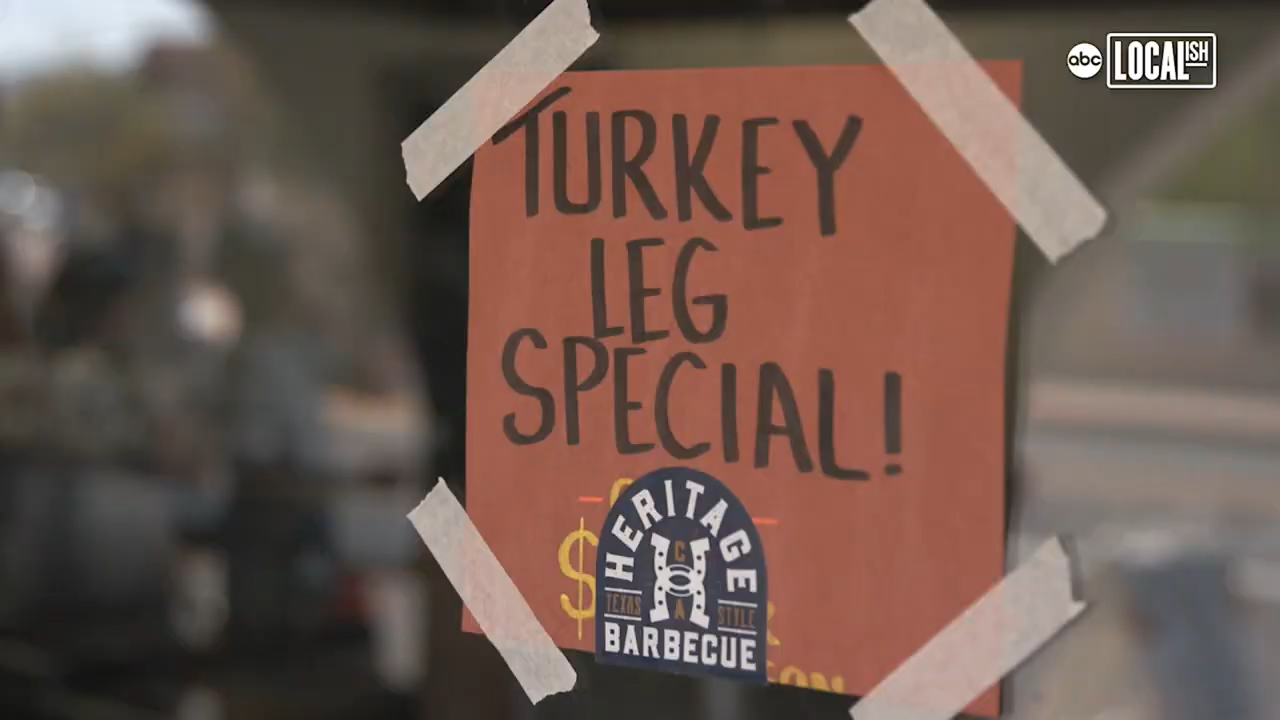 abc LOCALISH
TURKEY
LEG
SPECIAL!
$
HERITAGE
C A
TEXAS STYLE
BARBECUE